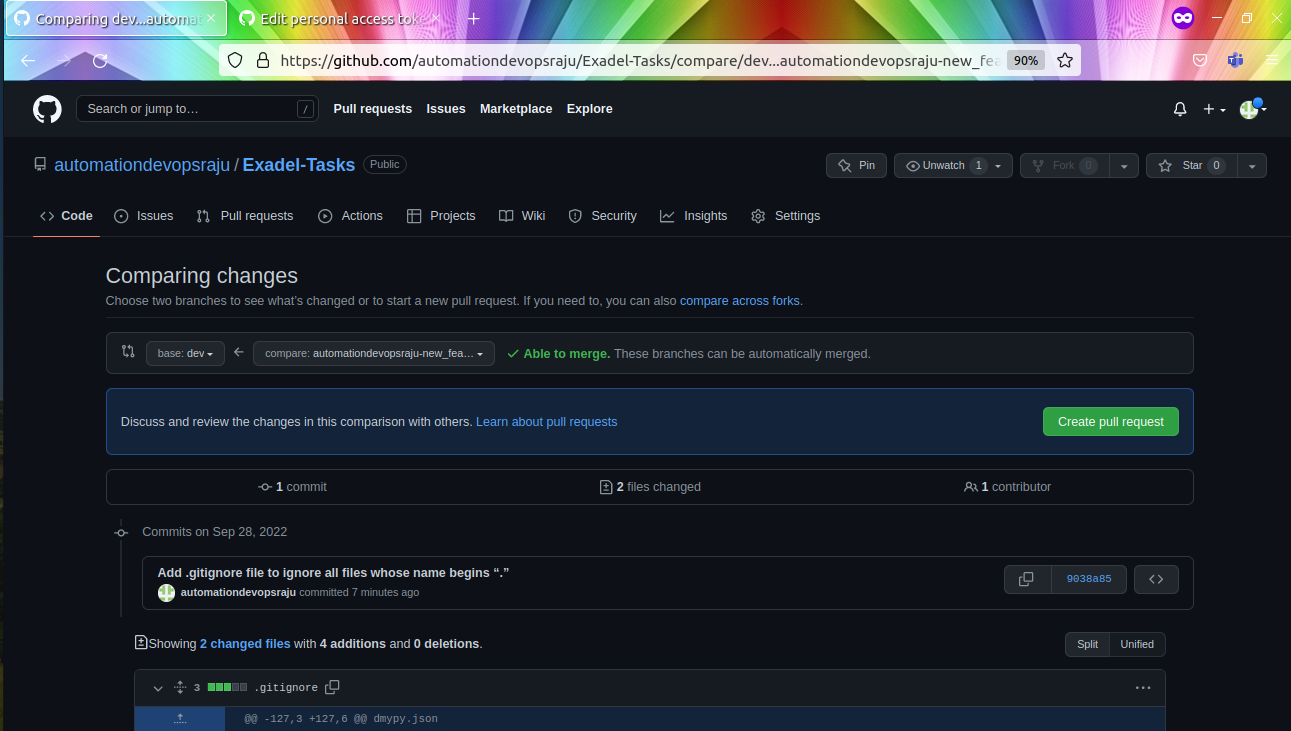 Comparing dev...automat
Edit personal access toke
https://github.com/automationdevopsraju/Exadel-Tasks/compare/dev...automationdevopsraju-new_fea
90%
Search or jump to…
/
Pull requests
Issues
Marketplace
Explore
automationdevopsraju / Exadel-Tasks
Public
Pin
Unwatch 1
Fork 0
Star 0
Code
Issues
Pull requests
Actions
Projects
Wiki
Security
Insights
Settings
Comparing changes
Choose two branches to see what's changed or to start a new pull request. If you need to, you can also compare across forks.
base: dev
compare: automationdevopsraju-new_fea…
Able to merge. These branches can be automatically merged.
Discuss and review the changes in this comparison with others. Learn about pull requests
Create pull request
1 commit
2 files changed
1 contributor
Commits on Sep 28, 2022
Add .gitignore file to ignore all files whose name begins “.”
automationdevopsraju committed 7 minutes ago
9038a85
Showing 2 changed files with 4 additions and 0 deletions.
Split
Unified
3 .gitignore
@@ -127,3 +127,6 @@ dmypy.json